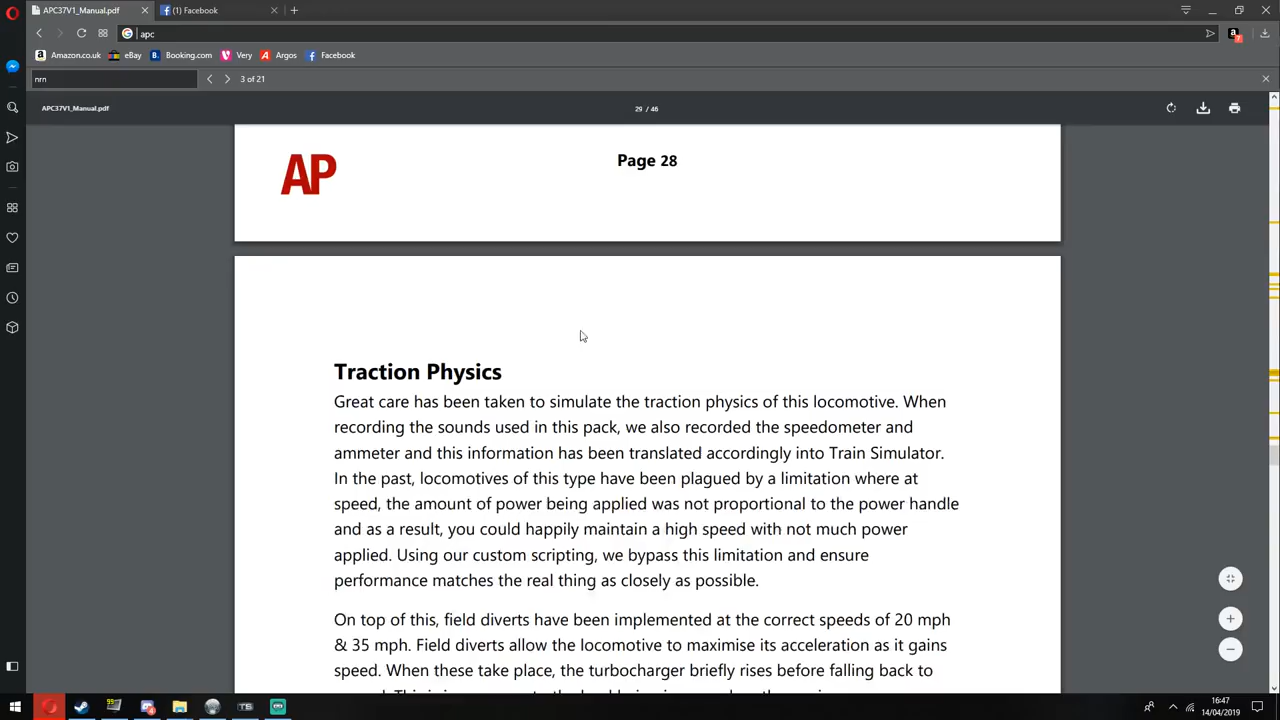 APC37V1_Manual.pdf
(1) Facebook
apc
Amazon.co.uk
eBay
Booking.com
Very
Argos
Facebook
nrn
3 of 21
APC37V1_Manual.pdf
29 / 46
AP
Page 28
Traction Physics
Great care has been taken to simulate the traction physics of this locomotive. When
recording the sounds used in this pack, we also recorded the speedometer and
ammeter and this information has been translated accordingly into Train Simulator.
In the past, locomotives of this type have been plagued by a limitation where at
speed, the amount of power being applied was not proportional to the power handle
and as a result, you could happily maintain a high speed with not much power
applied. Using our custom scripting, we bypass this limitation and ensure
performance matches the real thing as closely as possible.
On top of this, field diverts have been implemented at the correct speeds of 20 mph
& 35 mph. Field diverts allow the locomotive to maximise its acceleration as it gains
speed. When these take place, the turbocharger briefly rises before falling back to
16:47
14/04/2019